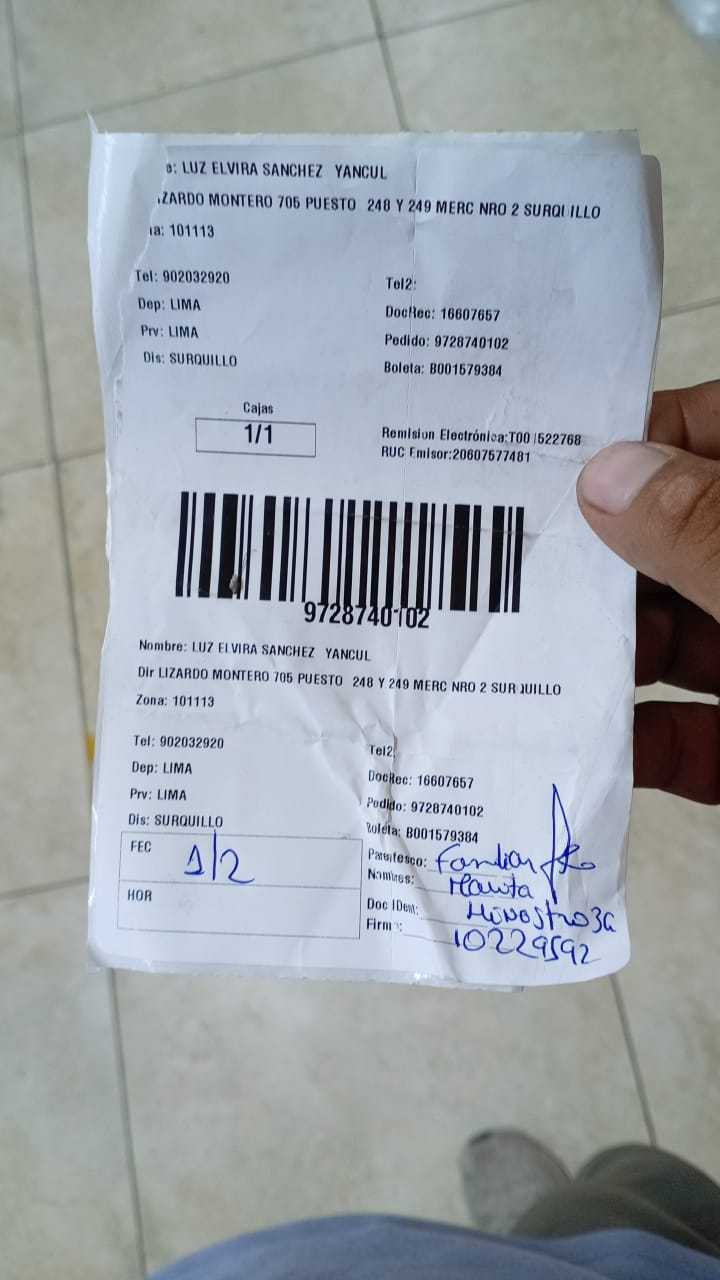 e: LUZ ELVIRA SANCHEZ YANCUL
IZARDO MONTERO 705 PUESTO 248 Y 249 MERC NRO 2 SURQUILLO
na: 101113
Tel: 902032920 Tel2:
Dep: LIMA DocRec: 16607657
Prv: LIMA Pedido: 9728740102
Dis: SURQUILLO Boleta: B001579384
Cajas
1/1
Remision Electrónica:T001522768
RUC Emisor:20607577481
9728740102
Nombre: LUZ ELVIRA SANCHEZ YANCUL
Dir LIZARDO MONTERO 705 PUESTO 248 Y 249 MERC NRO 2 SURQUILLO
Zona: 101113
Tel: 902032920 Tel2
Dep: LIMA DocRec: 16607657
Prv: LIMA Pedido: 9728740102
Dis: SURQUILLO Boleta: B001579384
FEC 1/2 Parentesco: Familiar
Nombres:
HOR Doc IDent: Hinostroza
Firma: 10229592